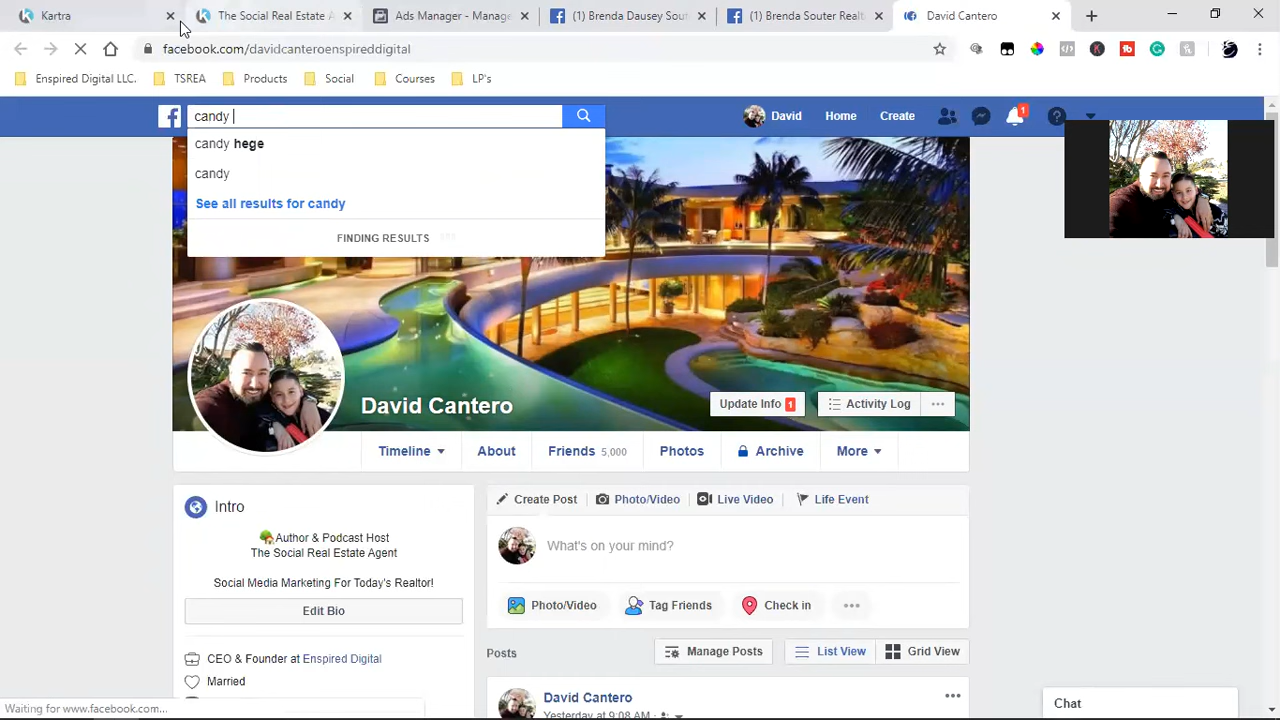 Kartra
The Social Real Estate A
Ads Manager - Manage
(1) Brenda Dausey Sout
(1) Brenda Souter Realt
David Cantero
facebook.com/davidcanteroenspireddigital
Enspired Digital LLC.
TSREA
Products
Social
Courses
LP's
candy
David
Home
Create
1
candy hege
candy
See all results for candy
FINDING RESULTS
David Cantero
Update Info 1
Activity Log
Timeline
About
Friends 5,000
Photos
Archive
More
Intro
Author & Podcast Host
The Social Real Estate Agent
Social Media Marketing For Today's Realtor!
Edit Bio
CEO & Founder at Enspired Digital
Married
Create Post
Photo/Video
Live Video
Life Event
What's on your mind?
Photo/Video
Tag Friends
Check in
Posts
Manage Posts
List View
Grid View
David Cantero
Yesterday at 9:08 AM
Waiting for www.facebook.com...
Chat